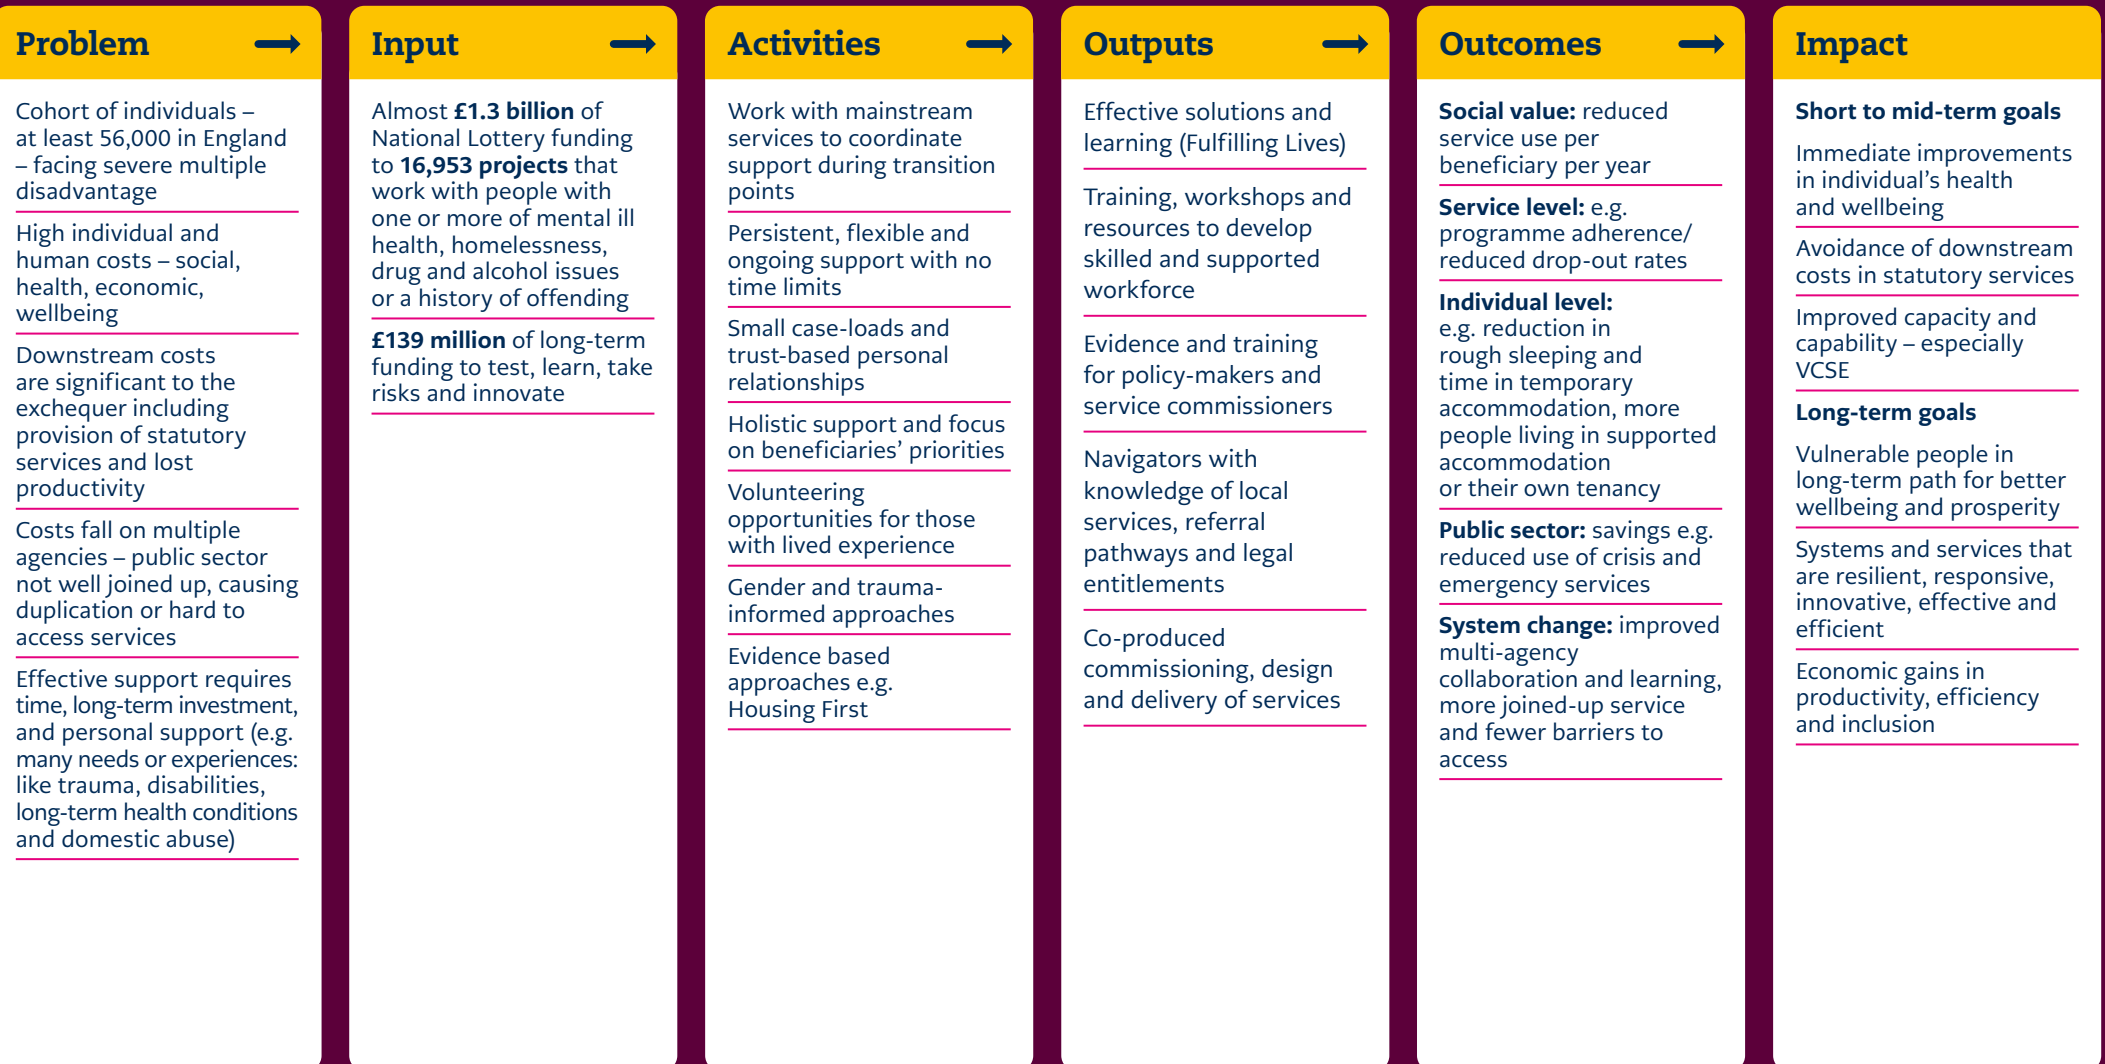 Problem
Cohort of individuals –
at least 56,000 in England
– facing severe multiple
disadvantage
High individual and
human costs – social,
health, economic,
wellbeing
Downstream costs
are significant to the
exchequer including
provision of statutory
services and lost
productivity
Costs fall on multiple
agencies – public sector
not well joined up, causing
duplication or hard to
access services
Effective support requires
time, long-term investment,
and personal support (e.g.
many needs or experiences:
like trauma, disabilities,
long-term health conditions
and domestic abuse)
Input
Almost £1.3 billion of
National Lottery funding
to 16,953 projects that
work with people with
one or more of mental ill
health, homelessness,
drug and alcohol issues
or a history of offending
£139 million of long-term
funding to test, learn, take
risks and innovate
Activities
Work with mainstream
services to coordinate
support during transition
points
Persistent, flexible and
ongoing support with no
time limits
Small case-loads and
trust-based personal
relationships
Holistic support and focus
on beneficiaries’ priorities
Volunteering
opportunities for those
with lived experience
Gender and trauma-
informed approaches
Evidence based
approaches e.g.
Housing First
Outputs
Effective solutions and
learning (Fulfilling Lives)
Training, workshops and
resources to develop
skilled and supported
workforce
Evidence and training
for policy-makers and
service commissioners
Navigators with
knowledge of local
services, referral
pathways and legal
entitlements
Co-produced
commissioning, design
and delivery of services
Outcomes
Social value: reduced
service use per
beneficiary per year
Service level: e.g.
programme adherence/
reduced drop-out rates
Individual level:
e.g. reduction in
rough sleeping and
time in temporary
accommodation, more
people living in supported
accommodation
or their own tenancy
Public sector: savings e.g.
reduced use of crisis and
emergency services
System change: improved
multi-agency
collaboration and learning,
more joined-up service
and fewer barriers to
access
Impact
Short to mid-term goals
Immediate improvements
in individual’s health
and wellbeing
Avoidance of downstream
costs in statutory services
Improved capacity and
capability – especially
VCSE
Long-term goals
Vulnerable people in
long-term path for better
wellbeing and prosperity
Systems and services that
are resilient, responsive,
innovative, effective and
efficient
Economic gains in
productivity, efficiency
and inclusion